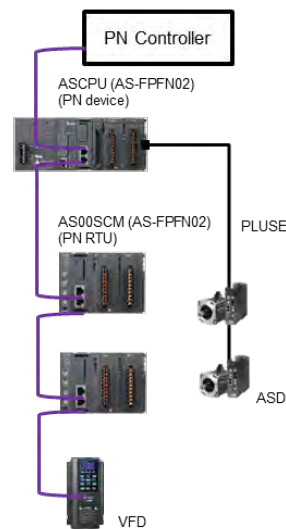 PN Controller
ASCPU (AS-FPFN02)
(PN device)
AS00SCM (AS-FPFN02)
(PN RTU)
PLUSE
ASD
VFD